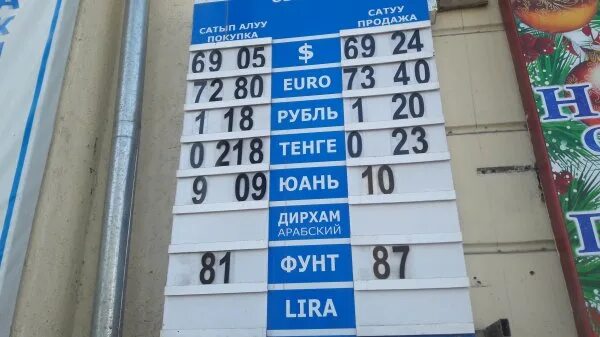 САТЫП АЛУУ САТУУ
ПОКУПКА ПРОДАЖА
69 05 $ 69 24
72 80 EURO 73 40
1 18 РУБЛЬ 1 20
0 218 ТЕНГЕ 0 23
9 09 ЮАНЬ 10
ДИРХАМ
АРАБСКИЙ
81 ФУНТ 87
LIRA